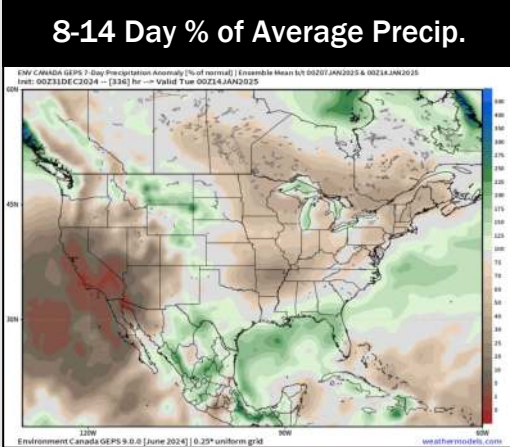 8-14 Day % of Average Precip.
ENV CANADA GEPS 7-Day Precipitation Anomaly [% of normal] | Ensemble Mean b/t 00Z07JAN2025 & 00Z14JAN2025
Init: 00Z31DEC2024 -- [336] hr --> Valid Tue 00Z14JAN2025
60N
45N
30N
120W
90W
60W
Environment Canada GEPS 9.0.0 [June 2024] | 0.25° uniform grid
weathermodels.com